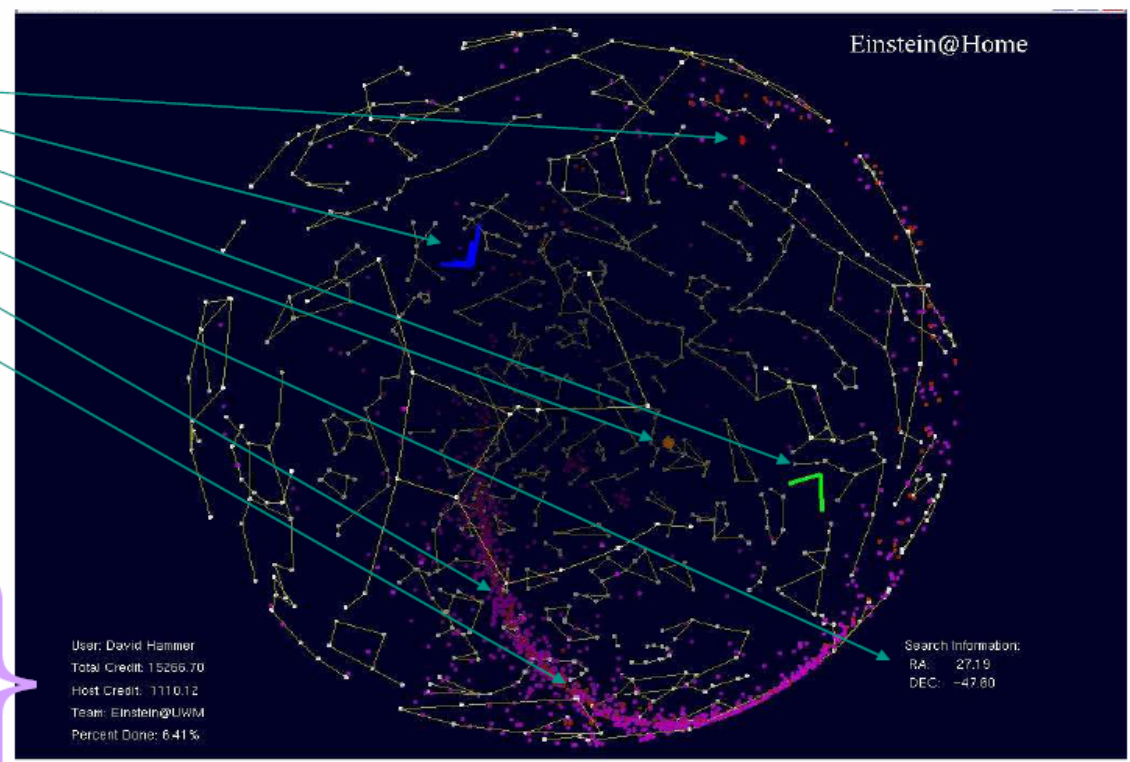 Einstein@Home
User: David Hammer
Total Credit: 15266.70
Host Credit: 1110.12
Team: Einstein@UWM
Percent Done: 6.41%
Search Information:
RA: 27.19
DEC: -47.60